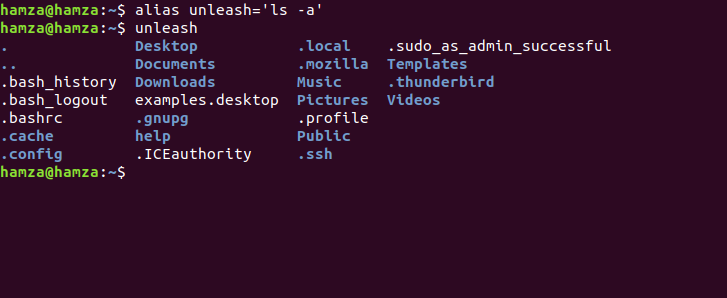 hamza@hamza:~$ alias unleash='ls -a'
hamza@hamza:~$ unleash
. Desktop .local .sudo_as_admin_successful
.. Documents .mozilla Templates
.bash_history Downloads Music .thunderbird
.bash_logout examples.desktop Pictures Videos
.bashrc .gnupg .profile
.cache help Public
.config .ICEauthority .ssh
hamza@hamza:~$